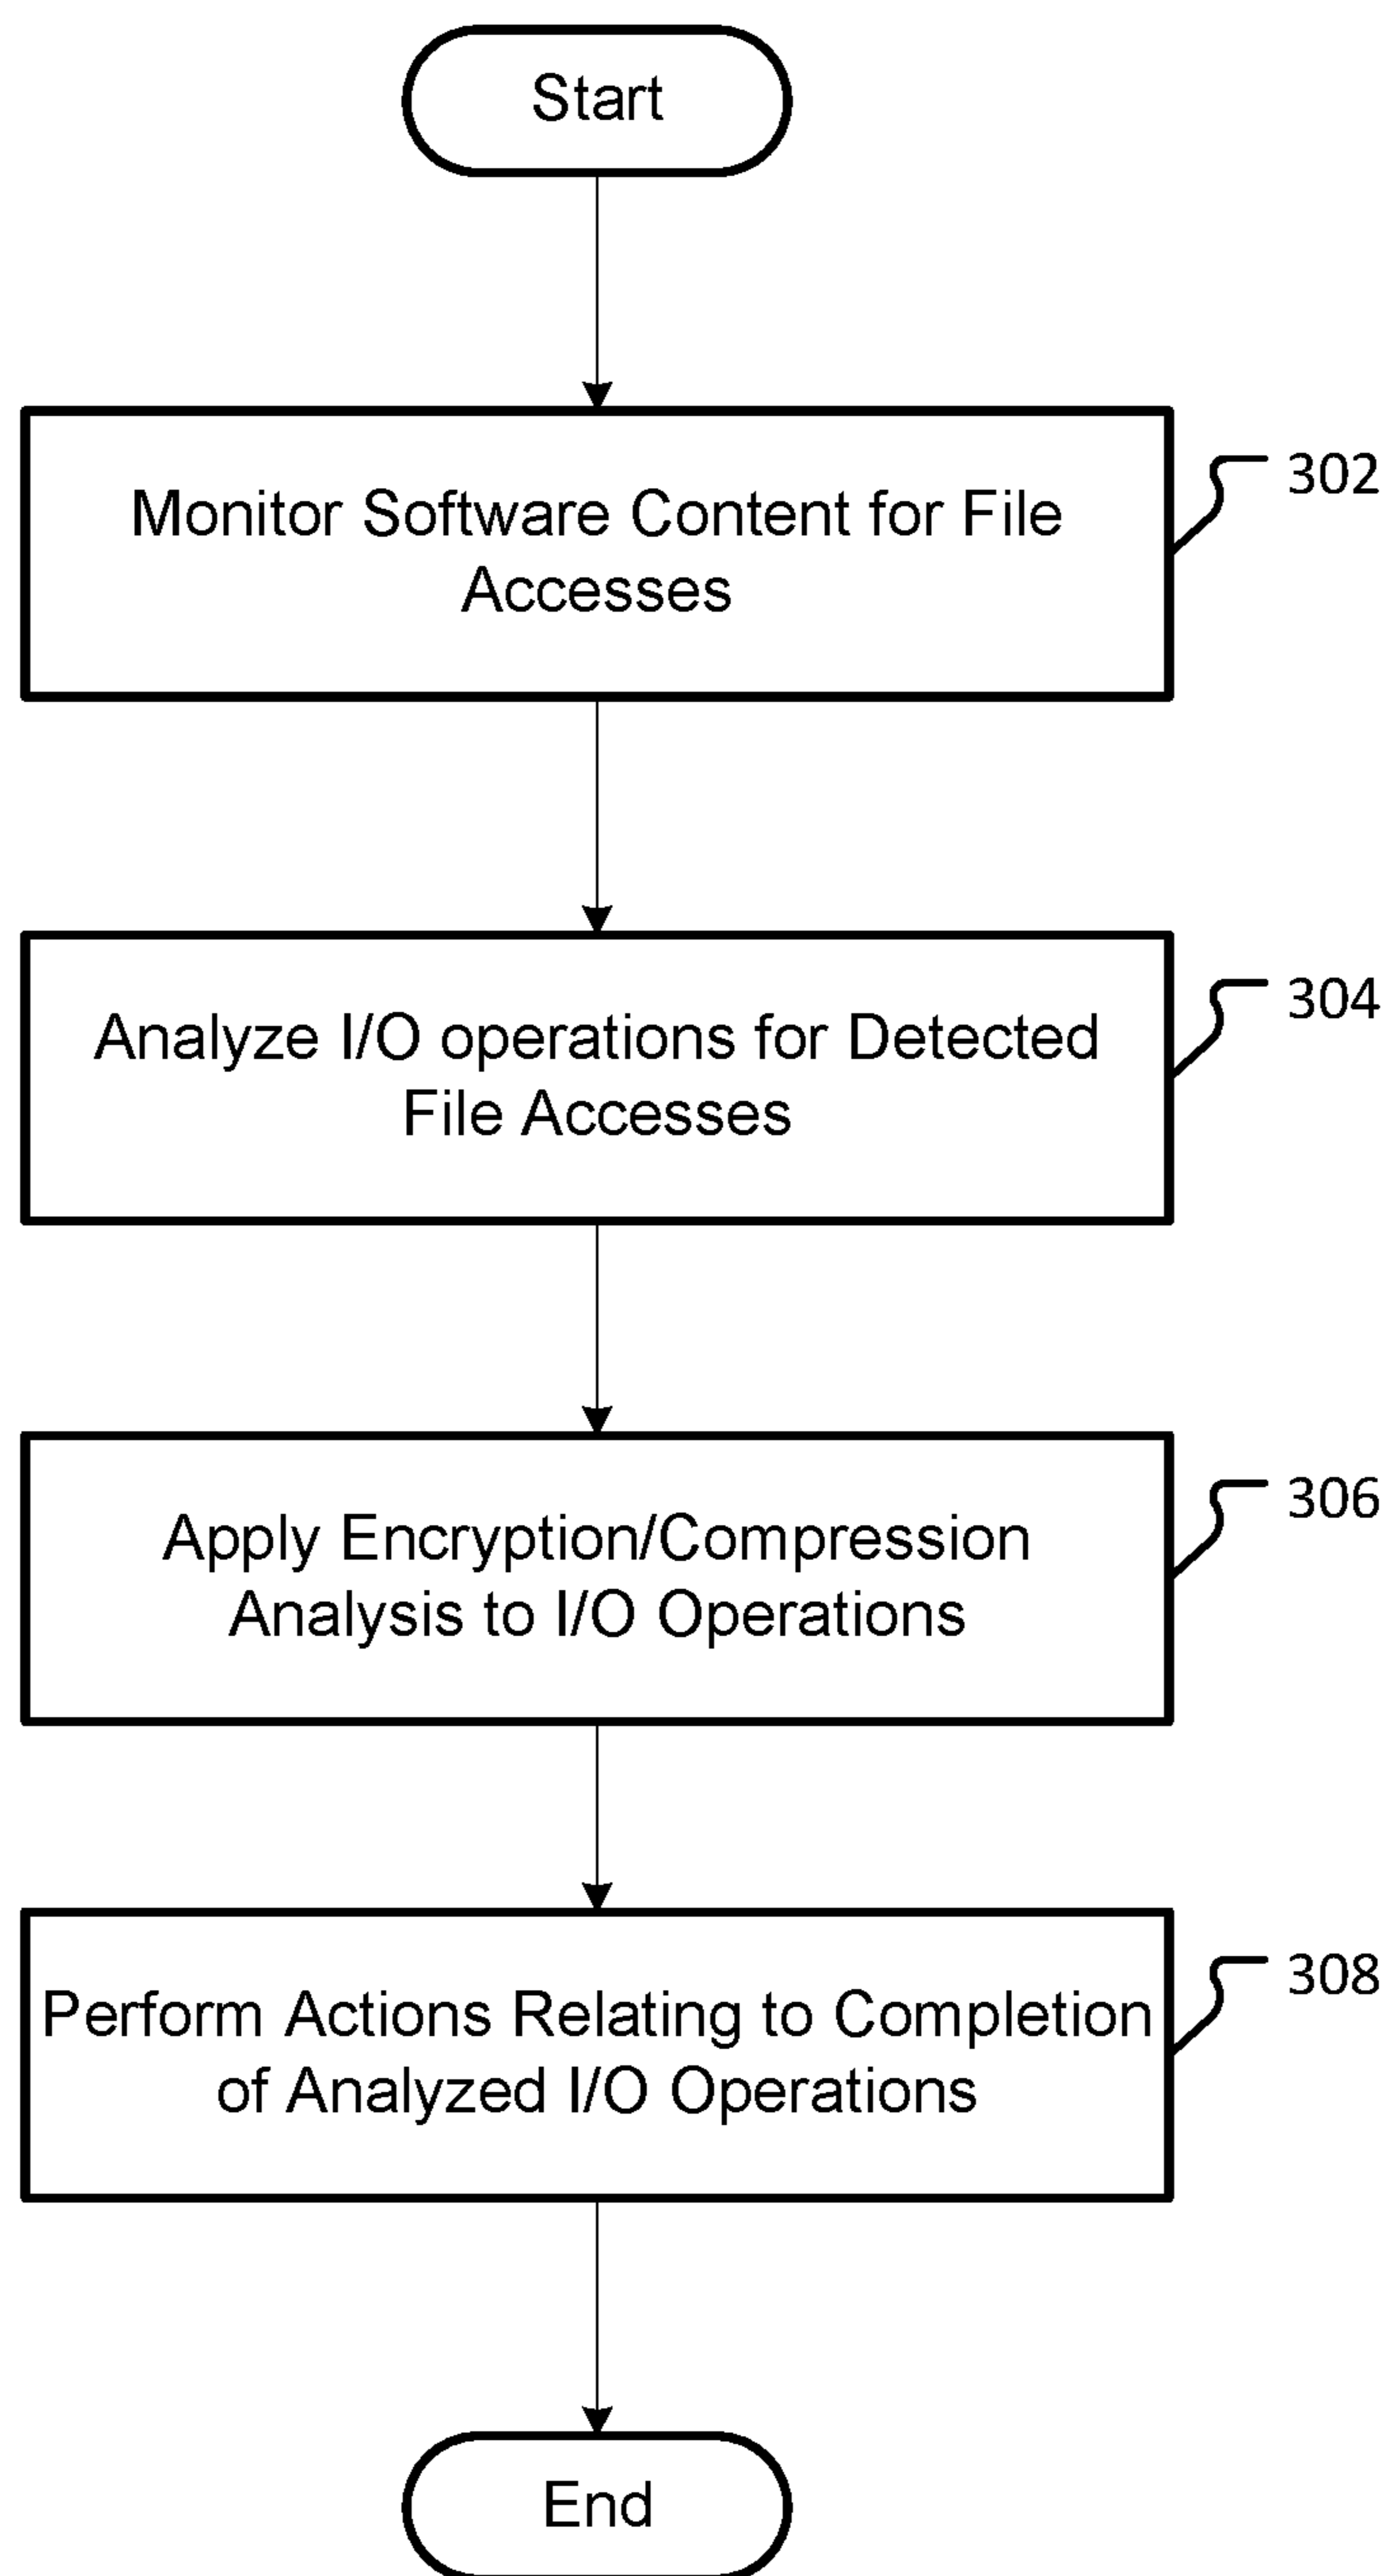 Start
Monitor Software Content for File
Accesses
302
Analyze I/O operations for Detected
File Accesses
304
Apply Encryption/Compression
Analysis to I/O Operations
306
Perform Actions Relating to Completion
of Analyzed I/O Operations
308
End